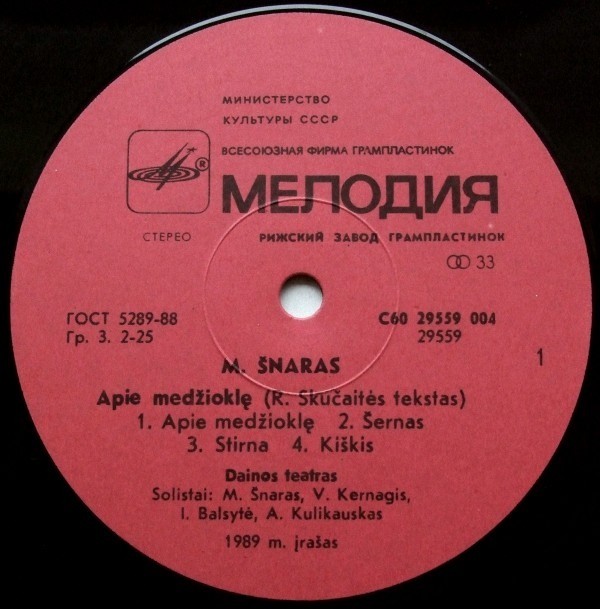 МИНИСТЕРСТВО
КУЛЬТУРЫ СССР
ВСЕСОЮЗНАЯ ФИРМА ГРАМПЛАСТИНОК
® МЕЛОДИЯ
СТЕРЕО РИЖСКИЙ ЗАВОД ГРАМПЛАСТИНОК
33
ГОСТ 5289-88 С60 29559 004
Гр. 3. 2-25 29559
1
M. ŠNARAS
Apie medžioklę (R. Skučaitės tekstas)
1. Apie medžioklę 2. Šernas
3. Stirna 4. Kiškis
Dainos teatras
Solistai: M. Šnaras, V. Kernagis,
I. Balsytė, A. Kulikauskas
1989 m. įrašas